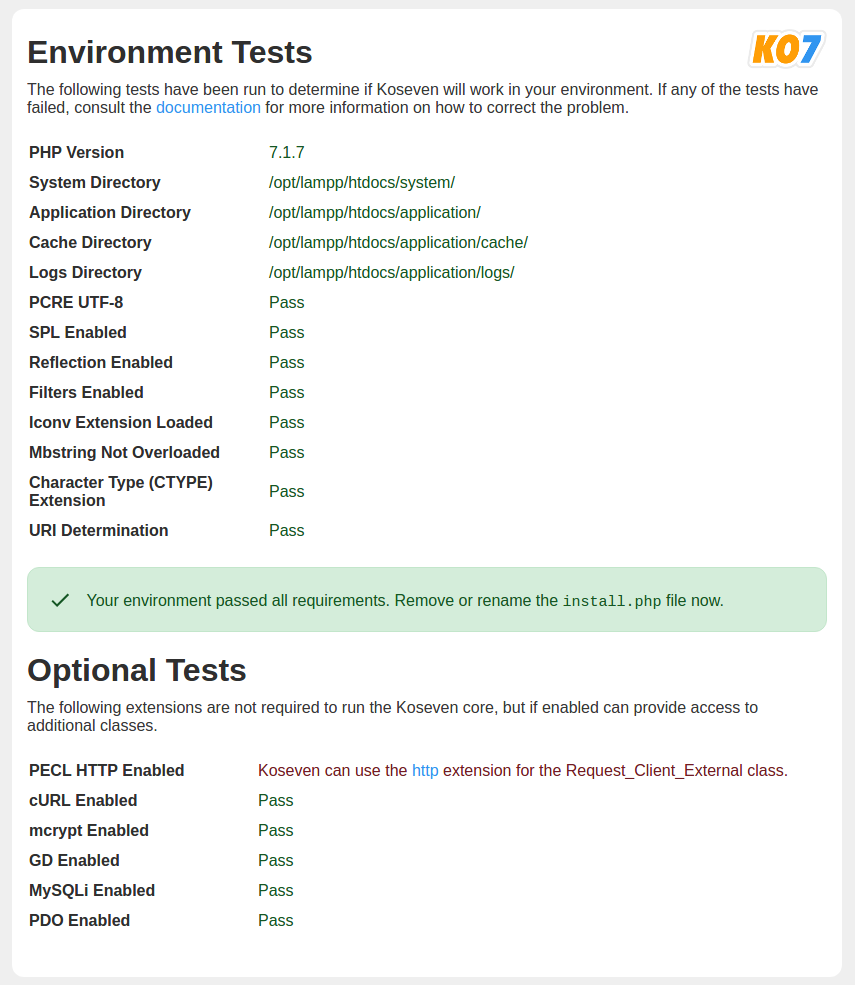 Environment Tests
KO7
The following tests have been run to determine if Koseven will work in your environment. If any of the tests have
failed, consult the documentation for more information on how to correct the problem.
PHP Version 7.1.7
System Directory /opt/lampp/htdocs/system/
Application Directory /opt/lampp/htdocs/application/
Cache Directory /opt/lampp/htdocs/application/cache/
Logs Directory /opt/lampp/htdocs/application/logs/
PCRE UTF-8 Pass
SPL Enabled Pass
Reflection Enabled Pass
Filters Enabled Pass
Iconv Extension Loaded Pass
Mbstring Not Overloaded Pass
Character Type (CTYPE)
Extension Pass
URI Determination Pass
Your environment passed all requirements. Remove or rename the install.php file now.
Optional Tests
The following extensions are not required to run the Koseven core, but if enabled can provide access to
additional classes.
PECL HTTP Enabled Koseven can use the http extension for the Request_Client_External class.
cURL Enabled Pass
mcrypt Enabled Pass
GD Enabled Pass
MySQLi Enabled Pass
PDO Enabled Pass